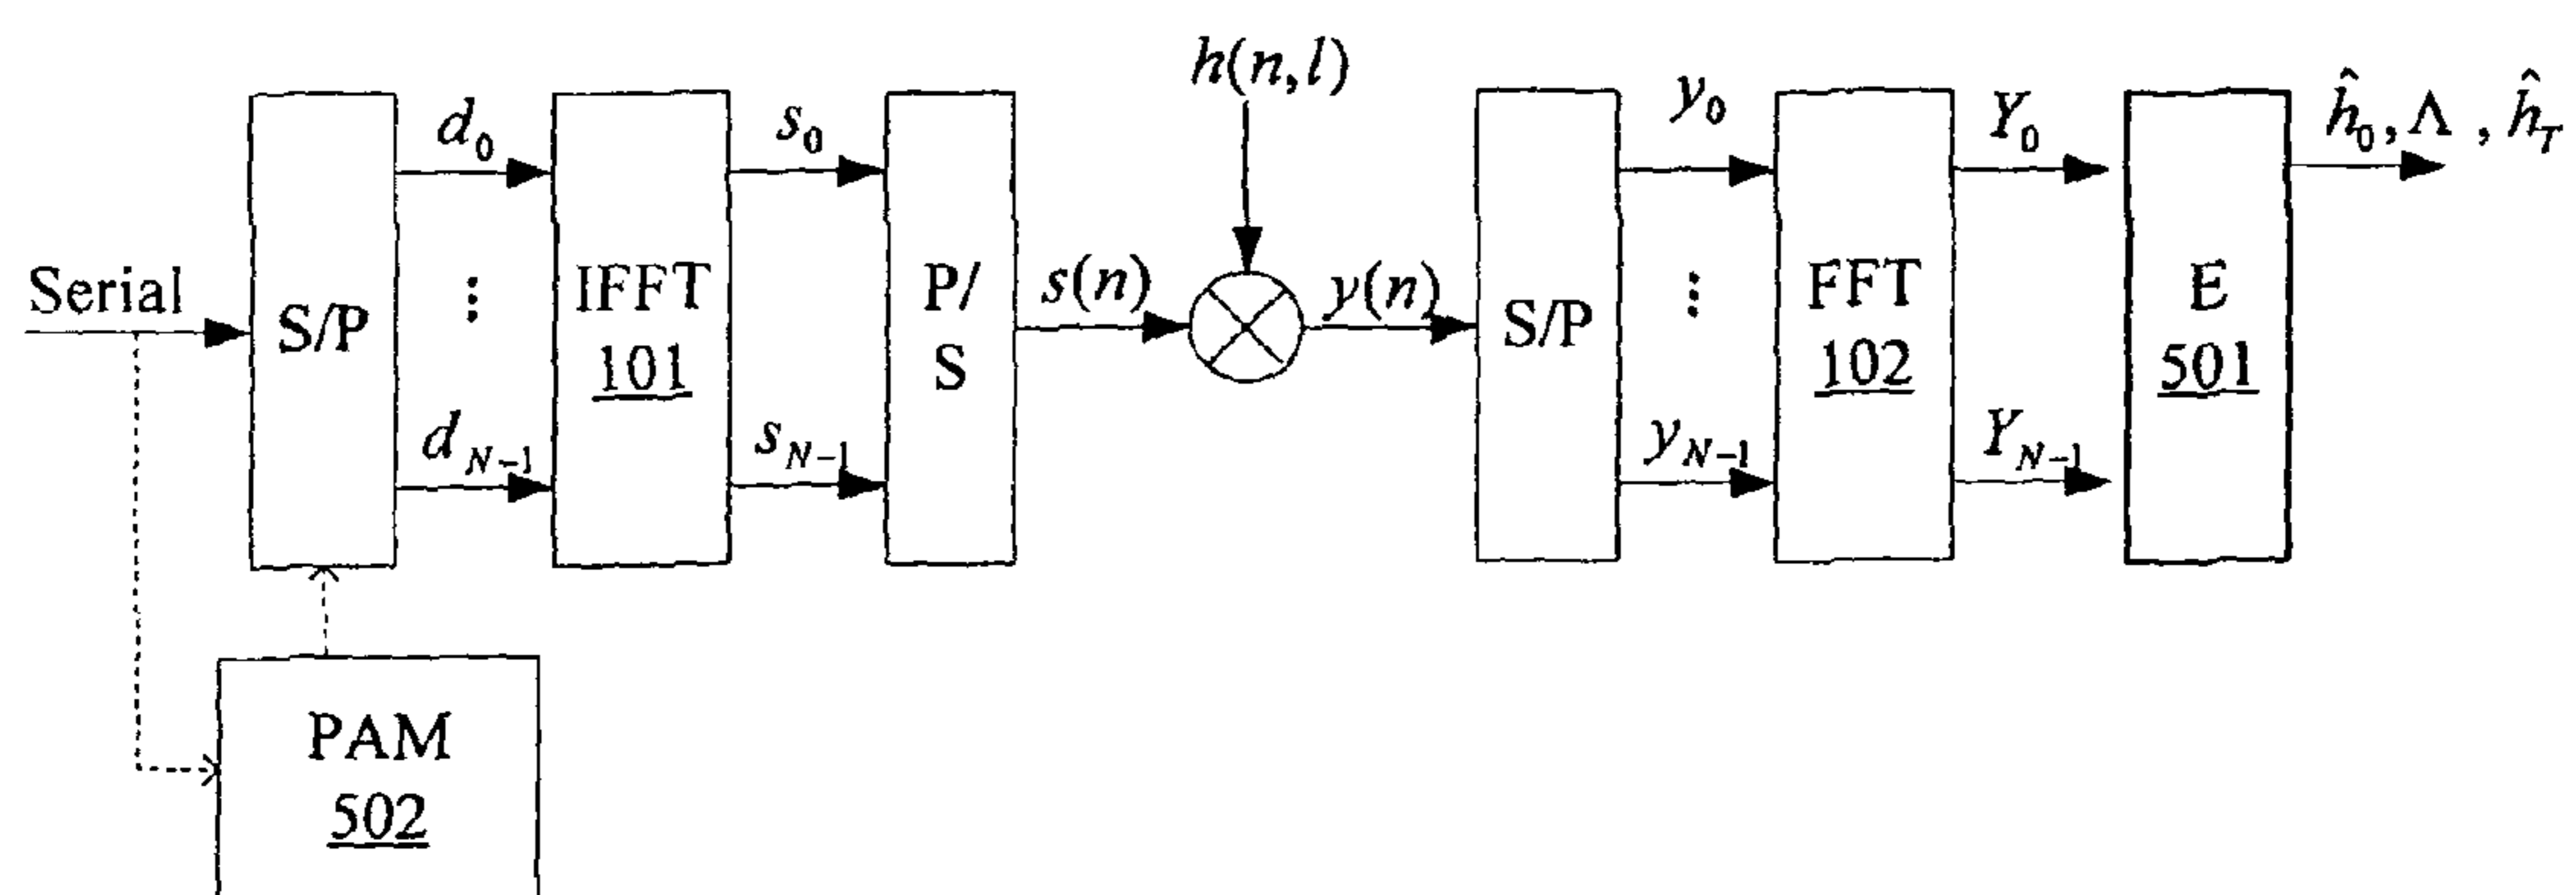 h(n,l)
Serial
S/P
d₀
⋮
d_{N-1}
IFFT
101
s₀
s_{N-1}
P/
S
s(n)
y(n)
S/P
y₀
⋮
y_{N-1}
FFT
102
Y₀
Y_{N-1}
E
501
ĥ₀, Λ , ĥ_T
PAM
502